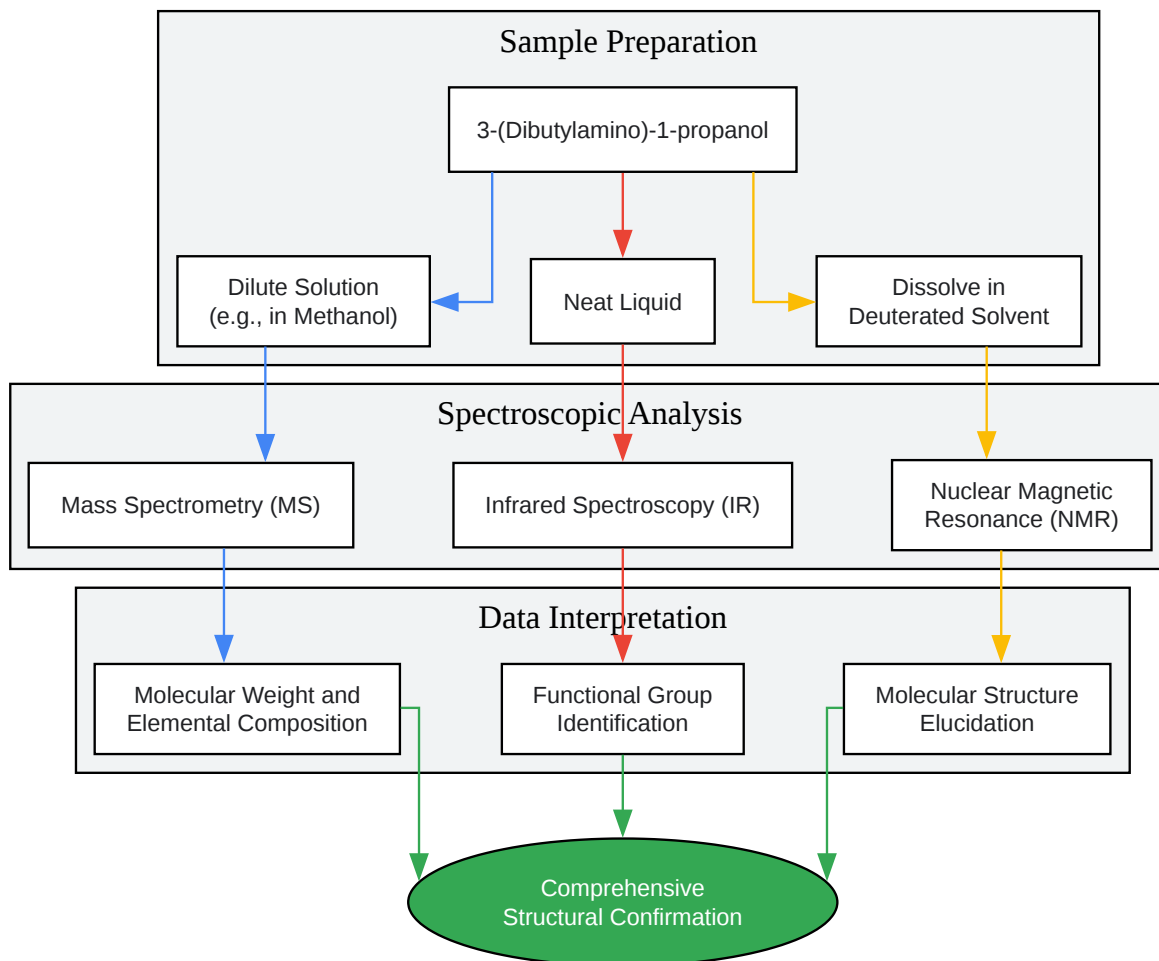 Sample Preparation
3-(Dibutylamino)-1-propanol
Dilute Solution
(e.g., in Methanol)
Neat Liquid
Dissolve in
Deuterated Solvent
Spectroscopic Analysis
Mass Spectrometry (MS)
Infrared Spectroscopy (IR)
Nuclear Magnetic
Resonance (NMR)
Data Interpretation
Molecular Weight and
Elemental Composition
Functional Group
Identification
Molecular Structure
Elucidation
Comprehensive
Structural Confirmation